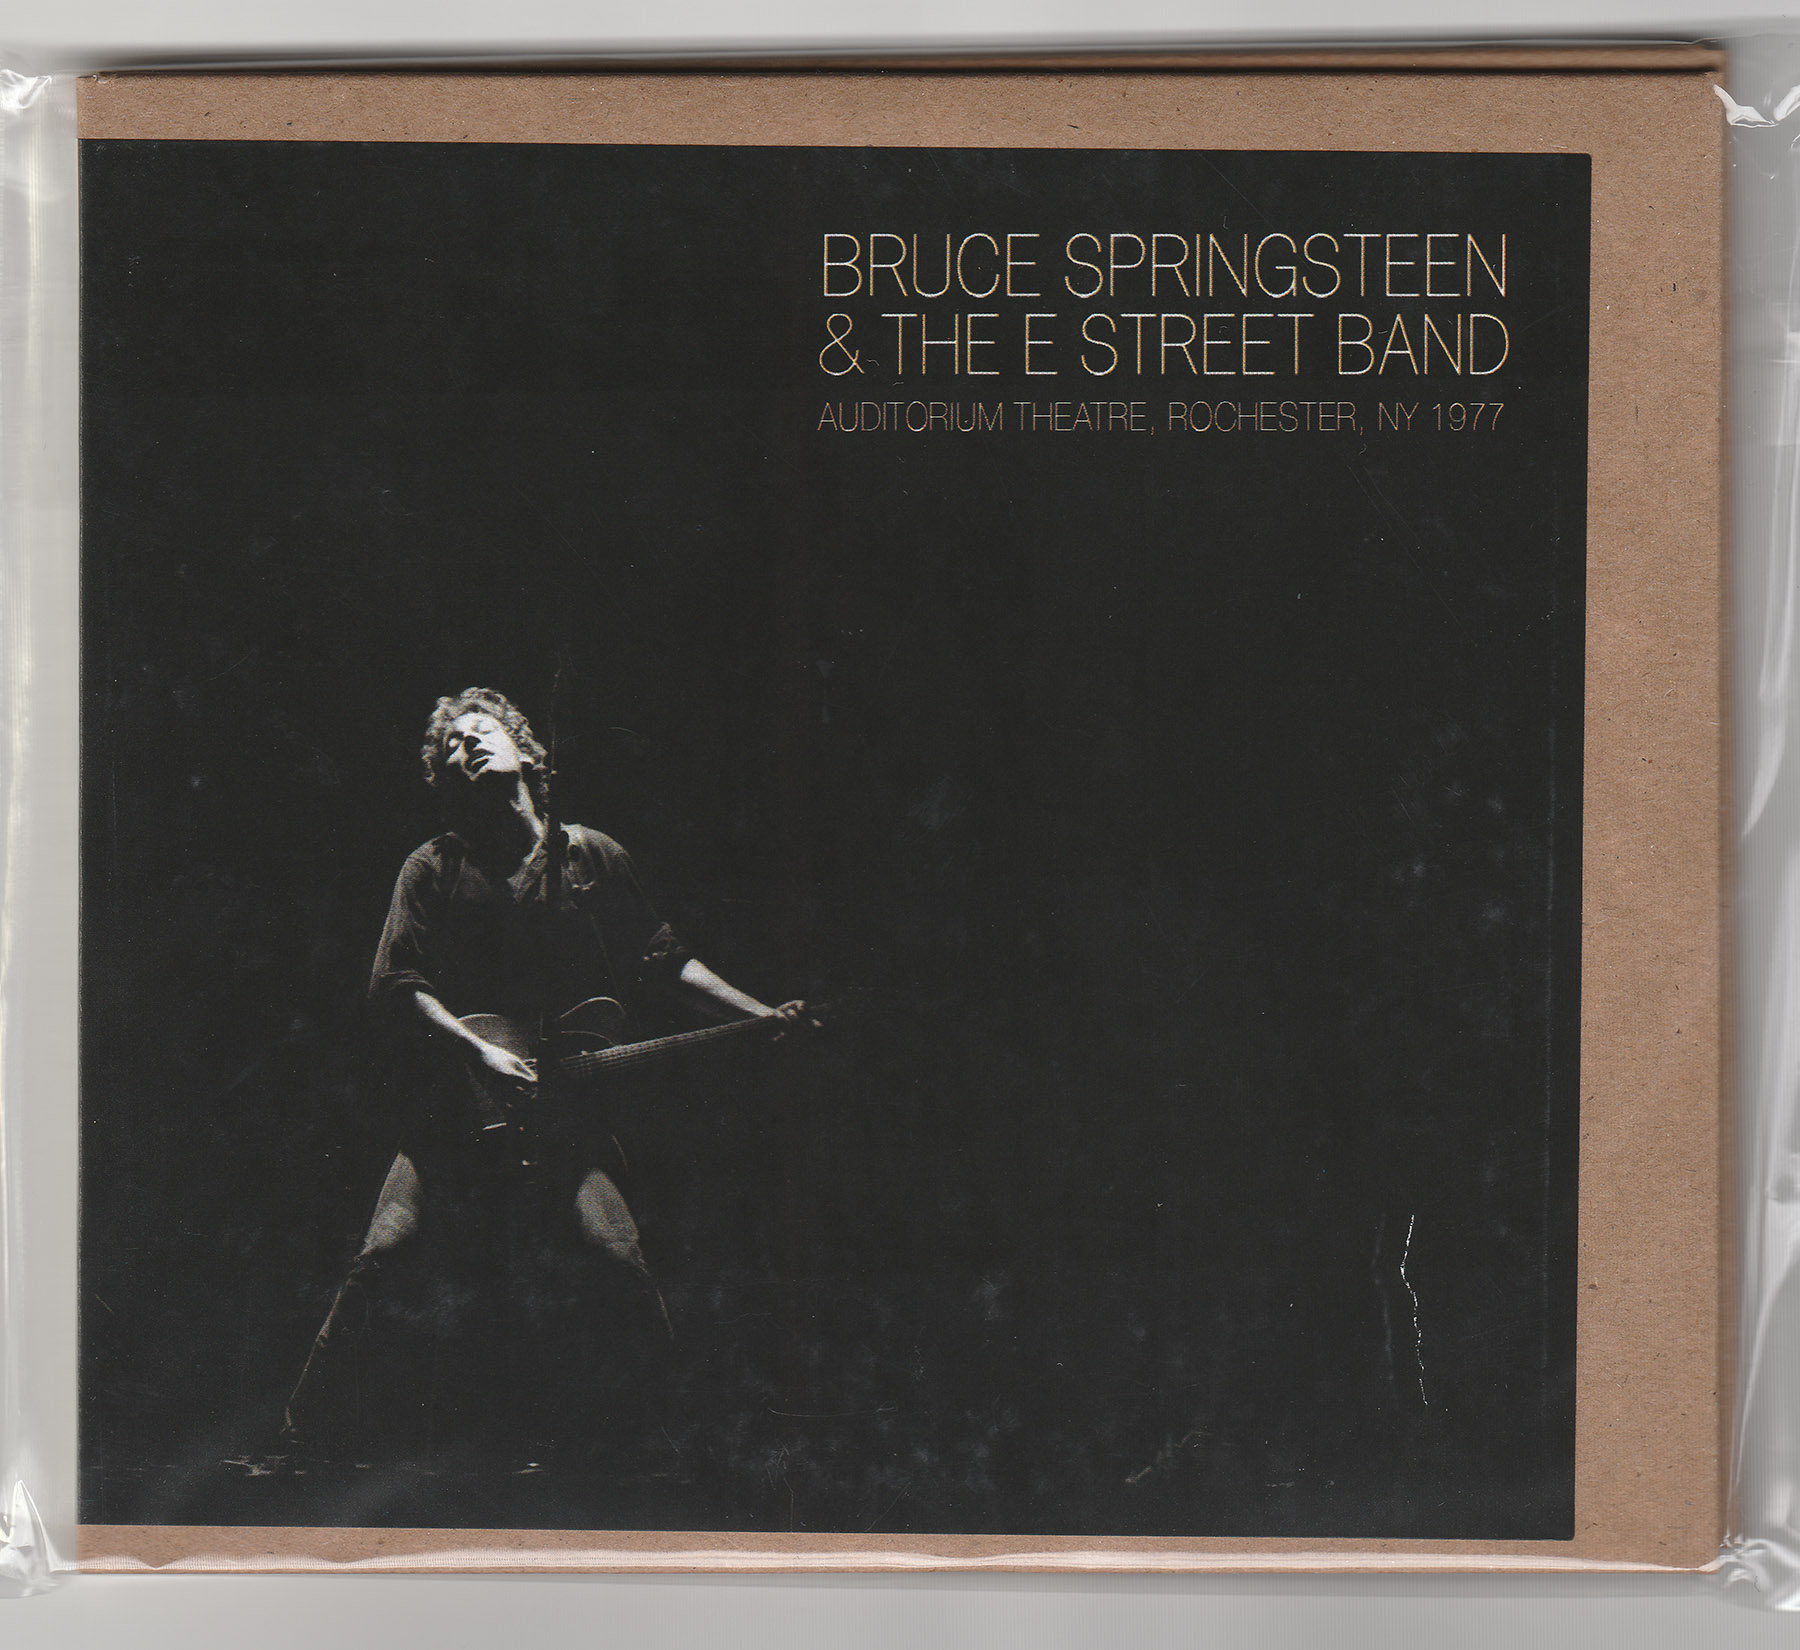 BRUCE SPRINGSTEEN
& THE E STREET BAND
AUDITORIUM THEATRE, ROCHESTER, NY 1977